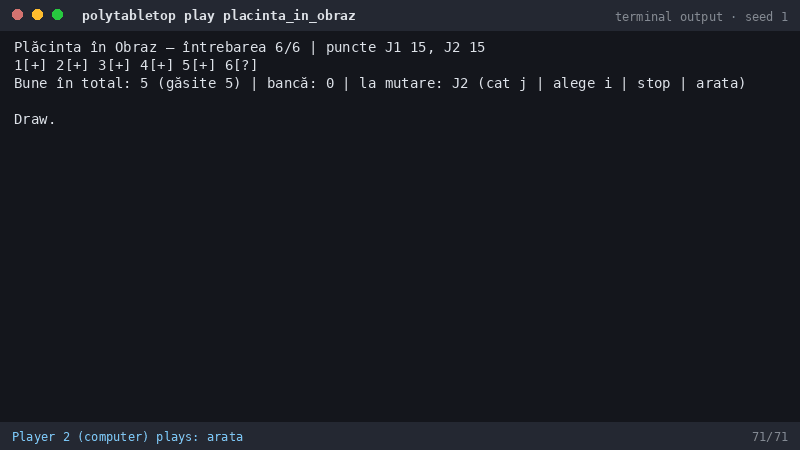 polytabletop play placinta_in_obraz
terminal output · seed 1
Plăcinta în Obraz — întrebarea 6/6 | puncte J1 15, J2 15
1[+] 2[+] 3[+] 4[+] 5[+] 6[?]
Bune în total: 5 (găsite 5) | bancă: 0 | la mutare: J2 (cat j | alege i | stop | arata)
Draw.
Player 2 (computer) plays: arata
71/71